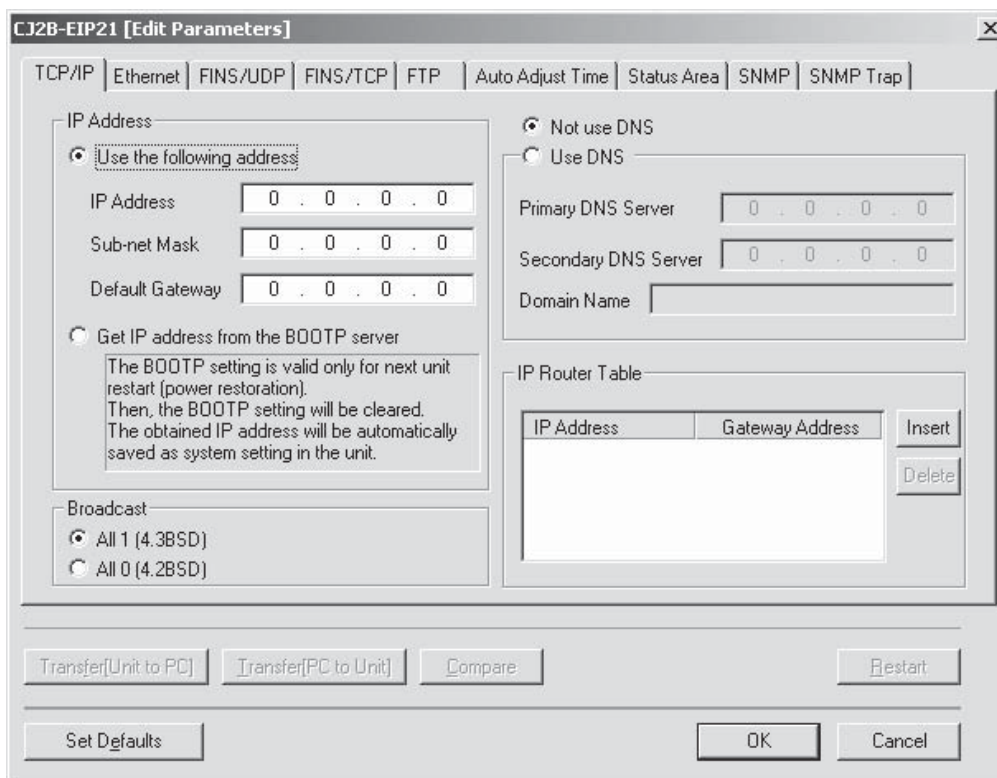 CJ2B-EIP21 [Edit Parameters]
TCP/IP Ethernet FINS/UDP FINS/TCP FTP Auto Adjust Time Status Area SNMP SNMP Trap
IP Address
Use the following address
IP Address 0 . 0 . 0 . 0
Sub-net Mask 0 . 0 . 0 . 0
Default Gateway 0 . 0 . 0 . 0
Get IP address from the BOOTP server
The BOOTP setting is valid only for next unit
restart (power restoration).
Then, the BOOTP setting will be cleared.
The obtained IP address will be automatically
saved as system setting in the unit.
Broadcast
All 1 (4.3BSD)
All 0 (4.2BSD)
Not use DNS
Use DNS
Primary DNS Server 0 . 0 . 0 . 0
Secondary DNS Server 0 . 0 . 0 . 0
Domain Name
IP Router Table
IP Address Gateway Address
Insert
Delete
Transfer[Unit to PC] Transfer[PC to Unit] Compare Restart
Set Defaults OK Cancel